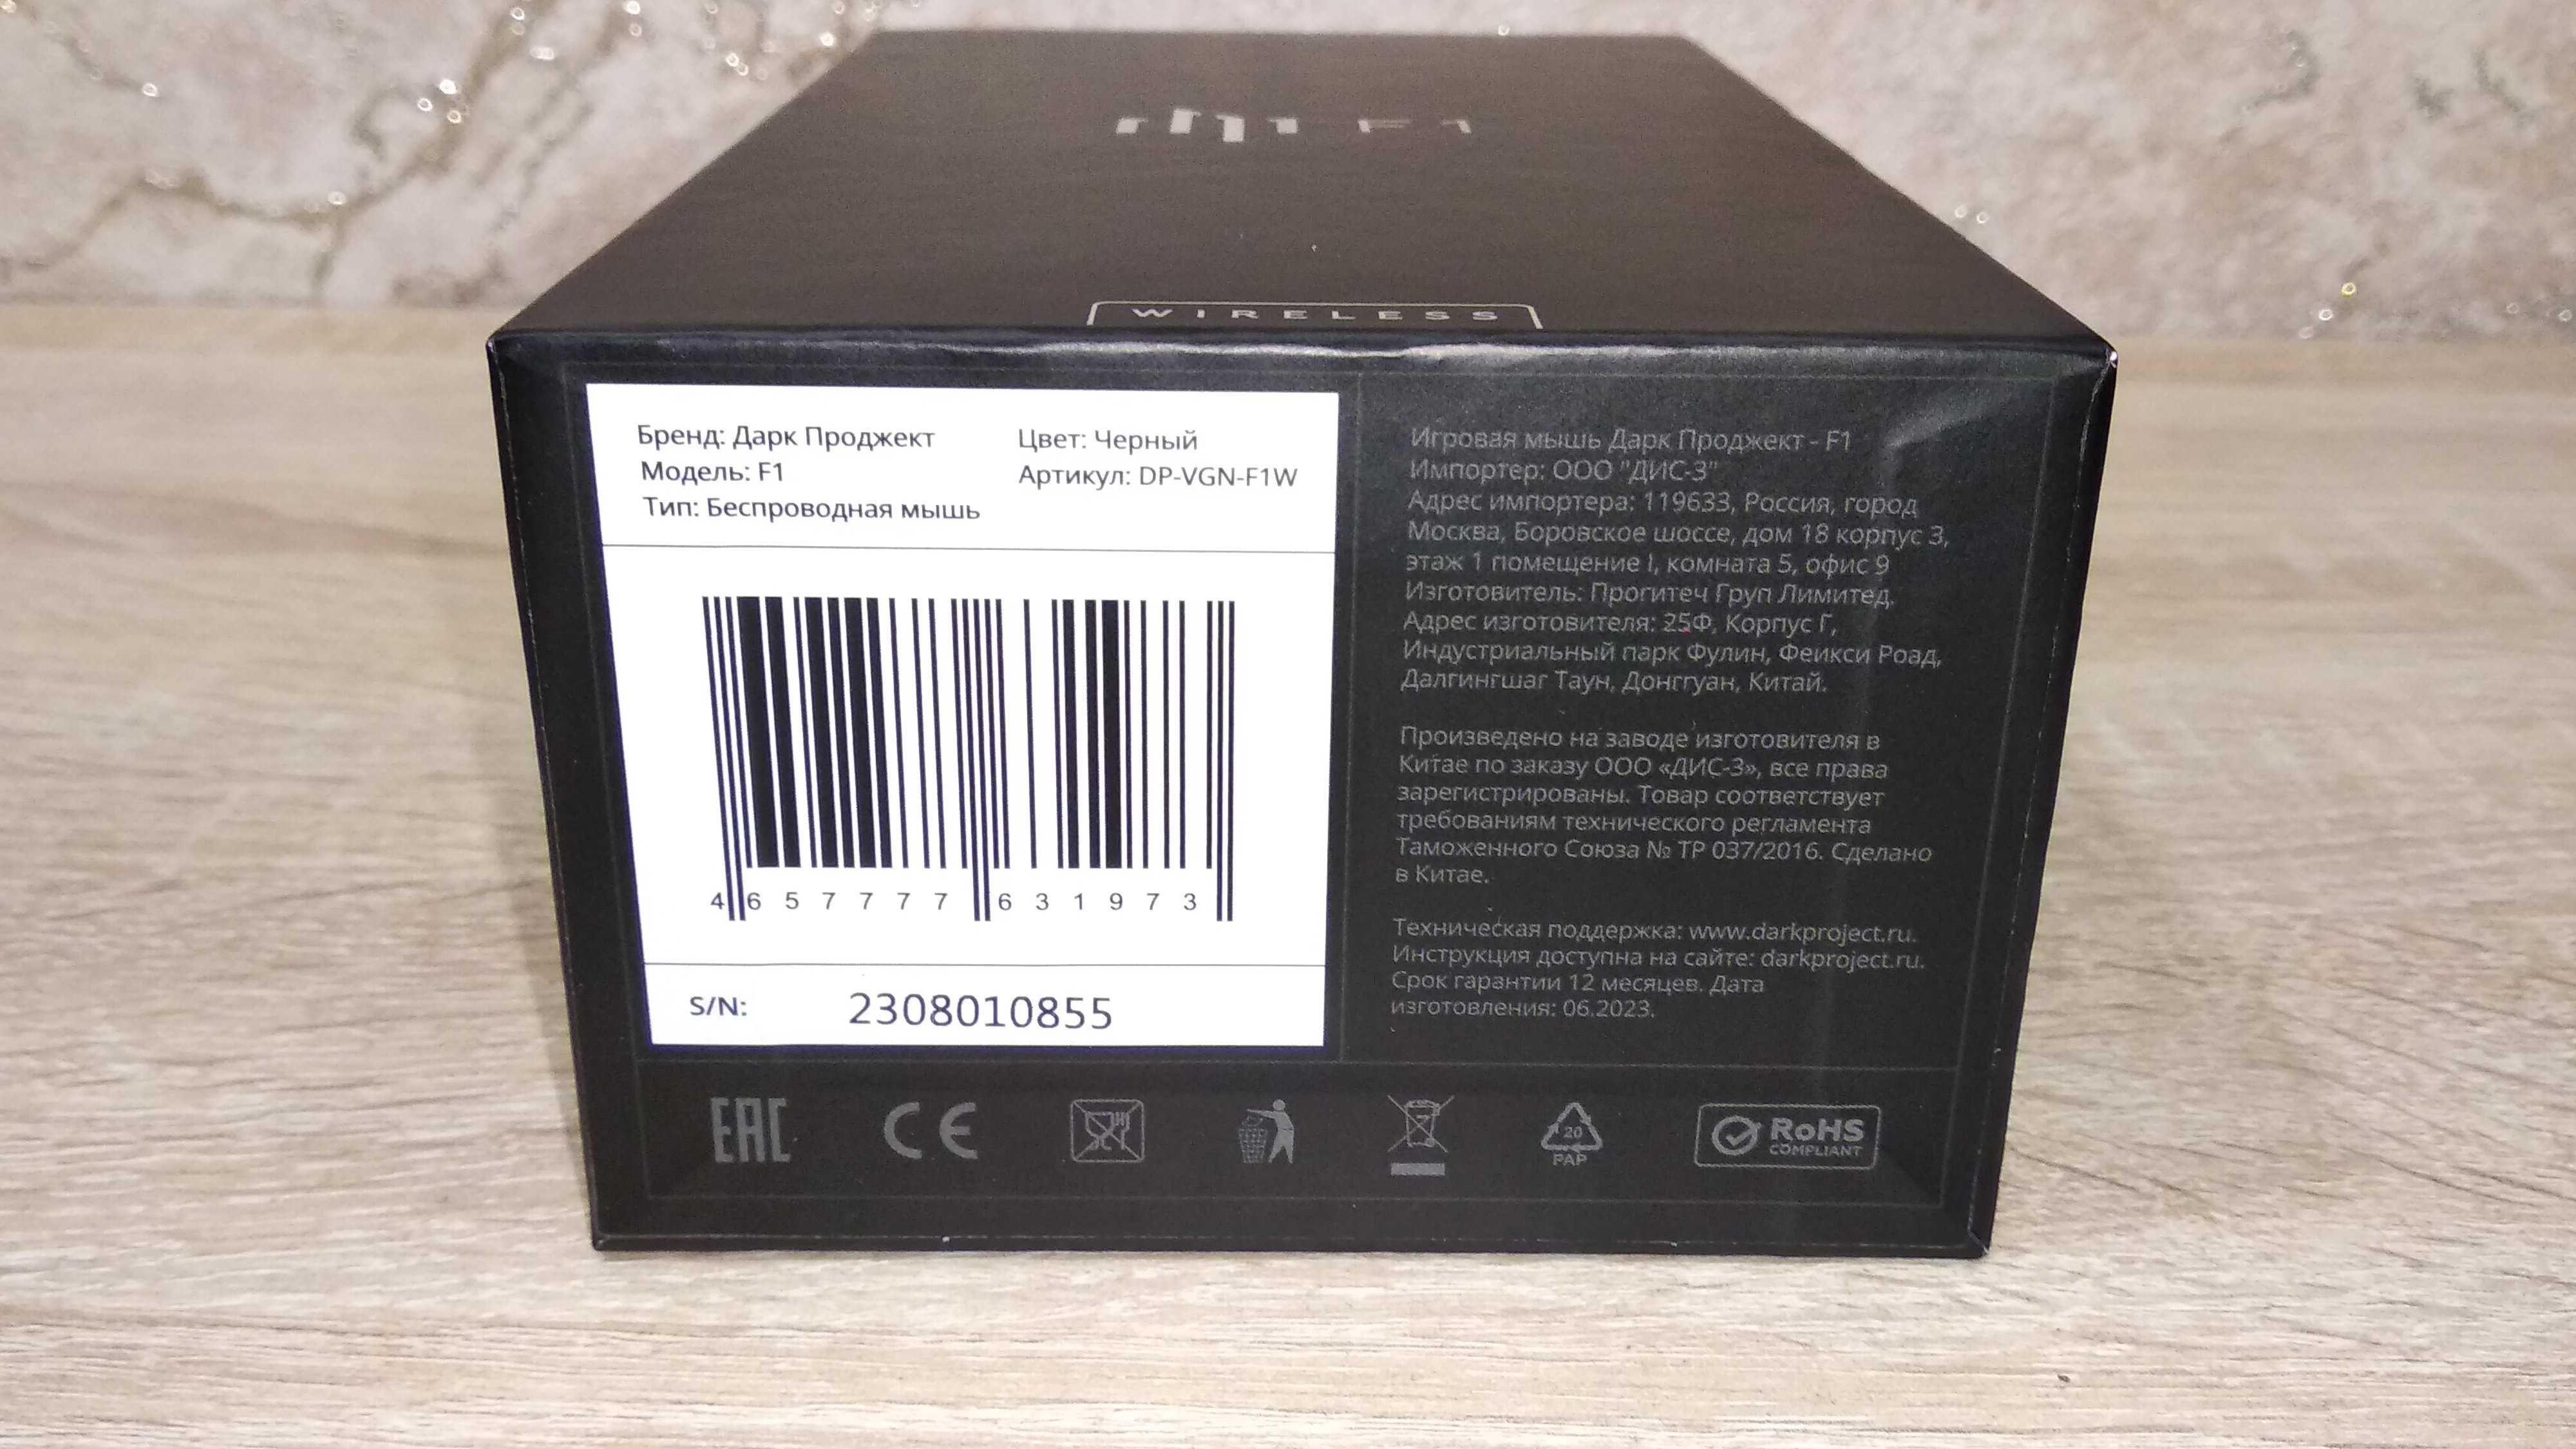 F1
WIRELESS
Бренд: Дарк Проджект
Модель: F1
Тип: Беспроводная мышь
Цвет: Черный
Артикул: DP-VGN-F1W
4 657777 631973
S/N: 2308010855
Игровая мышь Дарк Проджект - F1
Импортер: ООО "ДИС-3"
Адрес импортера: 119633, Россия, город
Москва, Боровское шоссе, дом 18 корпус 3,
этаж 1 помещение I, комната 5, офис 9
Изготовитель: Прогитеч Груп Лимитед.
Адрес изготовителя: 25Ф, Корпус Г,
Индустриальный парк Фулин, Феикси Роад,
Далгингшаг Таун, Донггуан, Китай.
Произведено на заводе изготовителя в
Китае по заказу ООО «ДИС-3», все права
зарегистрированы. Товар соответствует
требованиям технического регламента
Таможенного Союза № ТР 037/2016. Сделано
в Китае.
Техническая поддержка: www.darkproject.ru.
Инструкция доступна на сайте: darkproject.ru.
Срок гарантии 12 месяцев. Дата
изготовления: 06.2023.
EAC
CE
20
PAP
RoHS
COMPLIANT